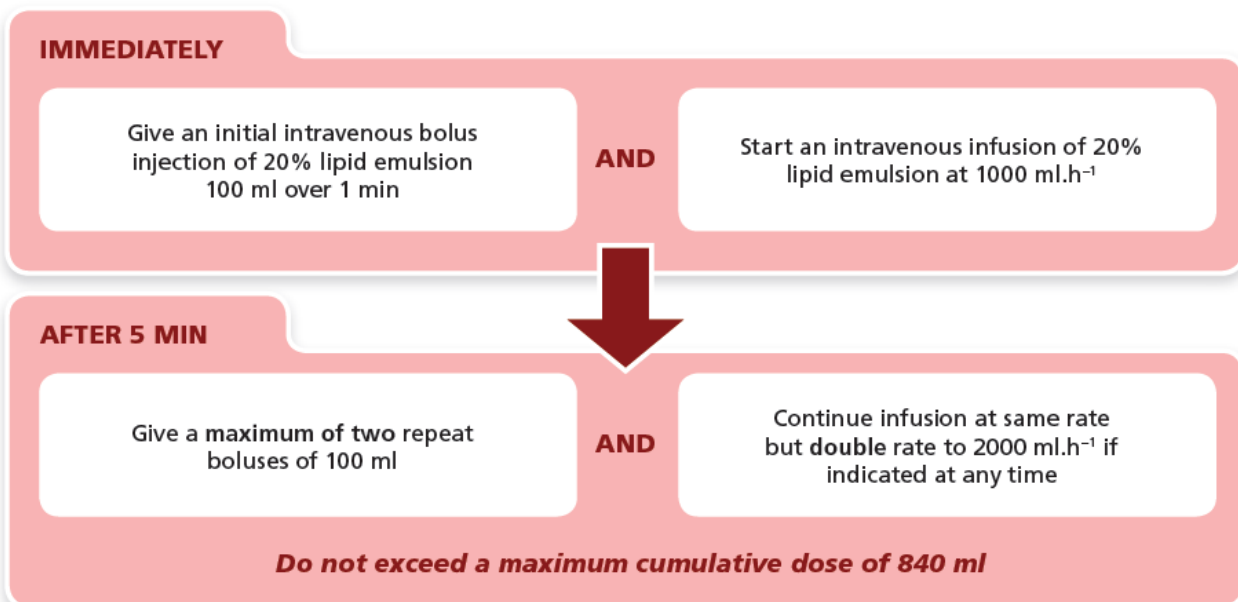 IMMEDIATELY
Give an initial intravenous bolus
injection of 20% lipid emulsion
100 ml over 1 min
AND
Start an intravenous infusion of 20%
lipid emulsion at 1000 ml.h⁻¹
AFTER 5 MIN
Give a maximum of two repeat
boluses of 100 ml
AND
Continue infusion at same rate
but double rate to 2000 ml.h⁻¹ if
indicated at any time
Do not exceed a maximum cumulative dose of 840 ml